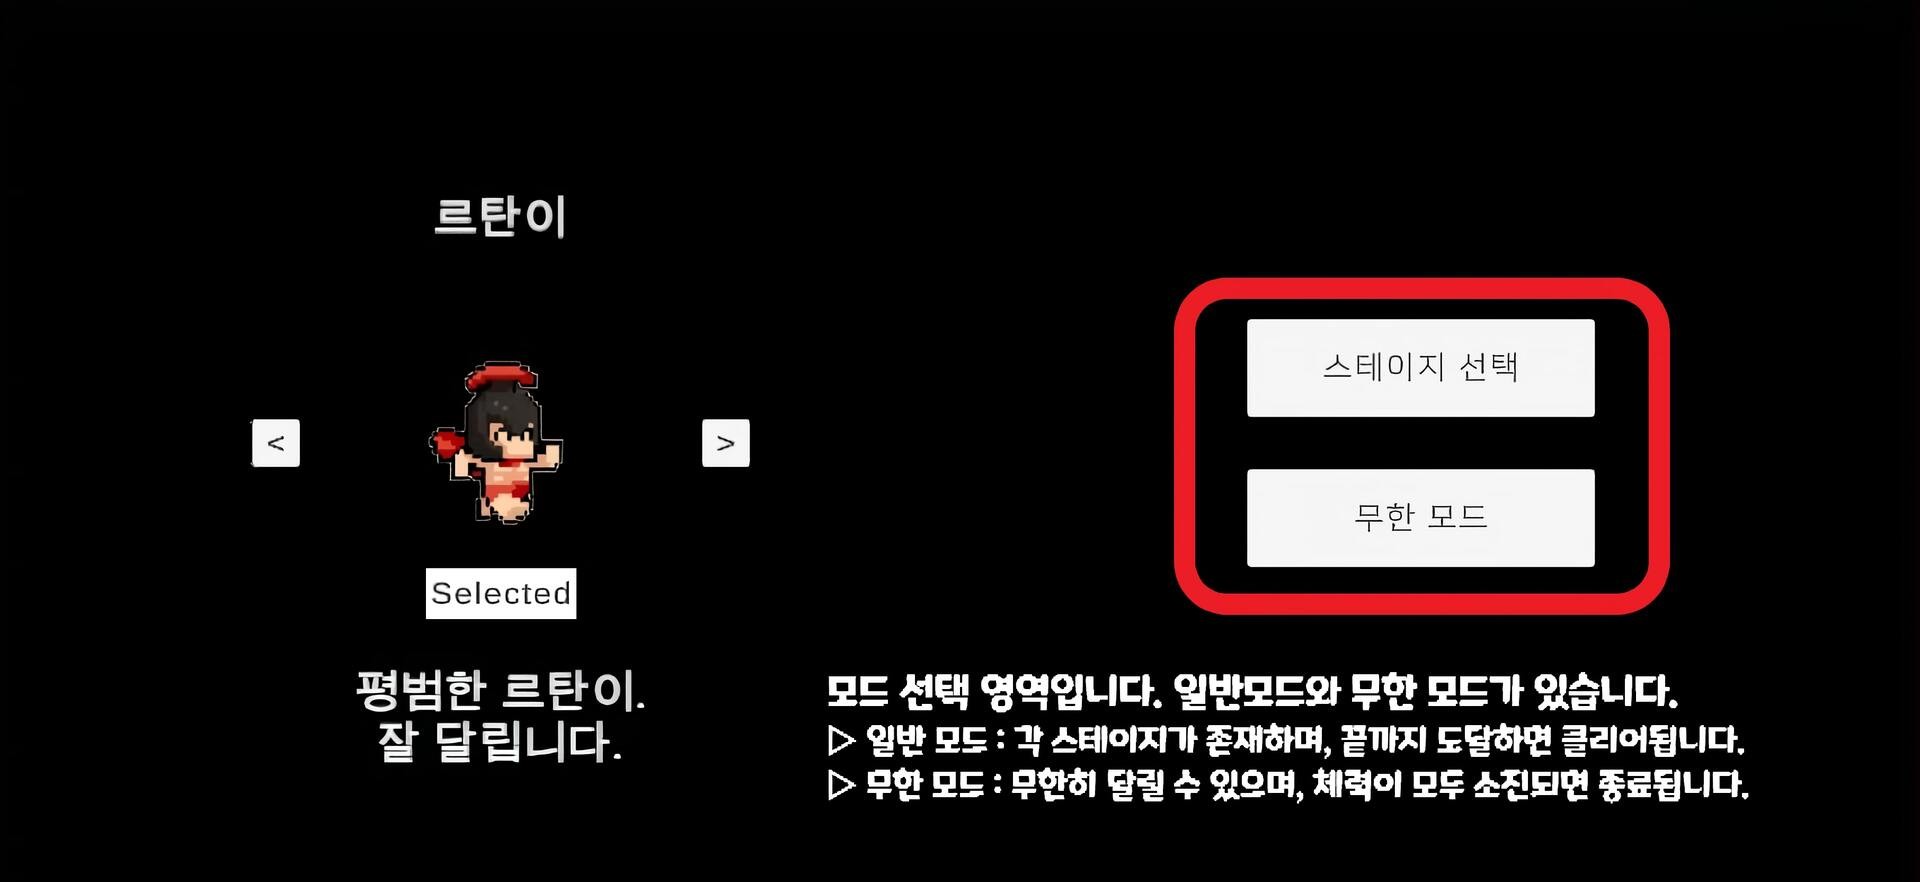 르탄이
<
>
Selected
평범한 르탄이.
잘 달립니다.
스테이지 선택
무한 모드
모드 선택 영역입니다. 일반모드와 무한 모드가 있습니다.
▷ 일반 모드 : 각 스테이지가 존재하며, 끝까지 도달하면 클리어됩니다.
▷ 무한 모드 : 무한히 달릴 수 있으며, 체력이 모두 소진되면 종료됩니다.